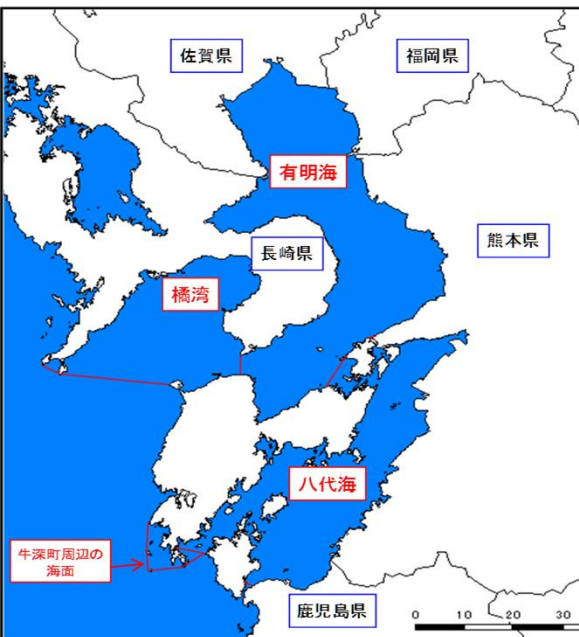 佐賀県
福岡県
有明海
熊本県
長崎県
橘湾
八代海
牛深町周辺の
海面
鹿児島県
0 10 20 30